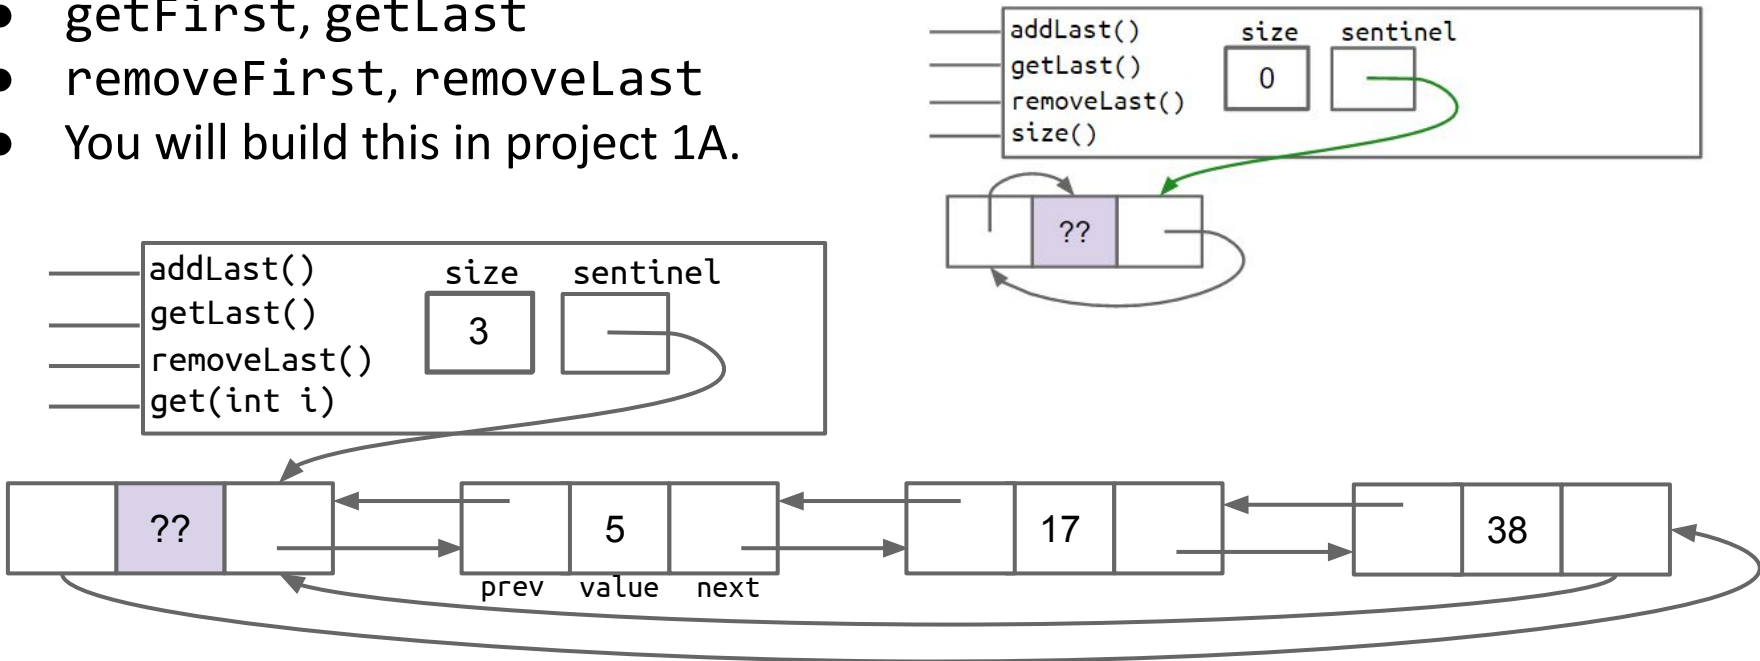 ● getFirst, getLast
● removeFirst, removeLast
● You will build this in project 1A.
addLast()
getLast()
removeLast()
size()
size sentinel
0
??
addLast()
getLast()
removeLast()
get(int i)
size sentinel
3
?? 5 17 38
prev value next